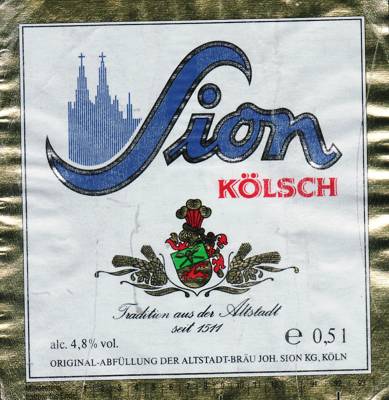 Sion
KÖLSCH
Tradition aus der Altstadt
seit 1511
alc. 4,8% vol.
e 0,5 l
ORIGINAL-ABFÜLLUNG DER ALTSTADT-BRÄU JOH. SION KG, KÖLN